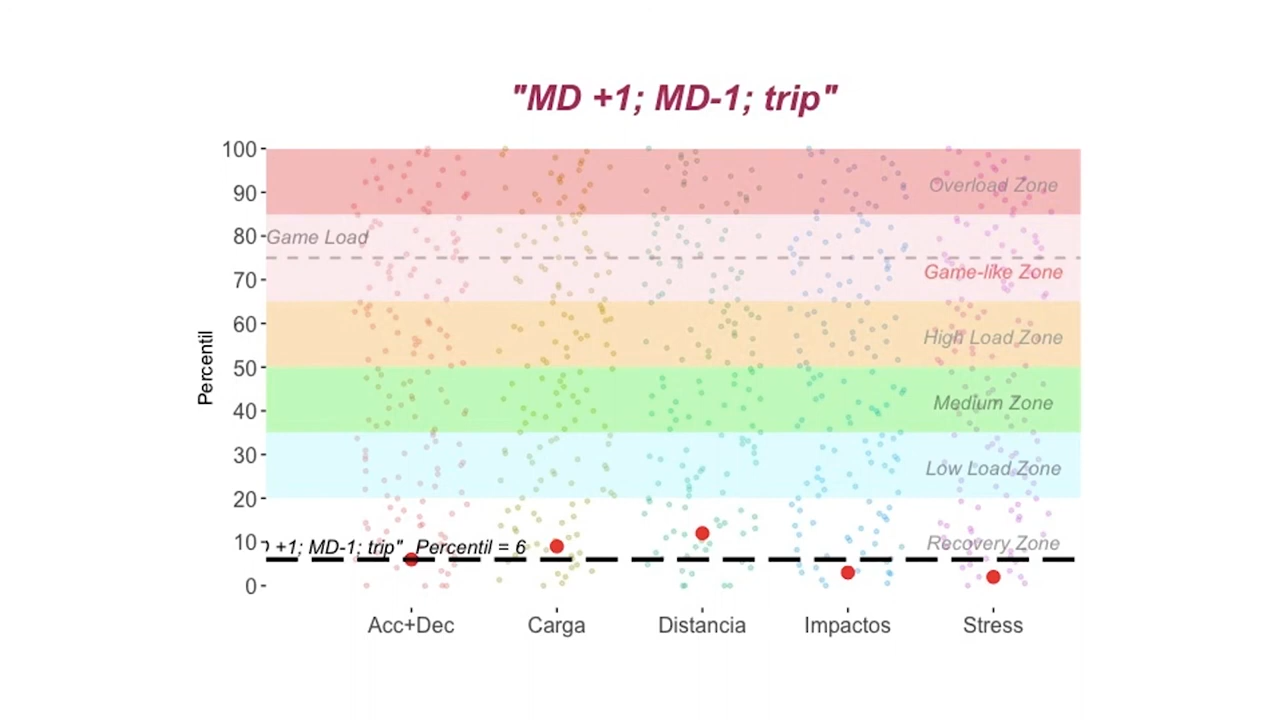 "MD +1; MD-1; trip"
Percentil
100
90
80
70
60
50
40
30
20
10
0
Game Load
Overload Zone
Game-like Zone
High Load Zone
Medium Zone
Low Load Zone
Recovery Zone
+1; MD-1; trip" Percentil = 6
Acc+Dec Carga Distancia Impactos Stress